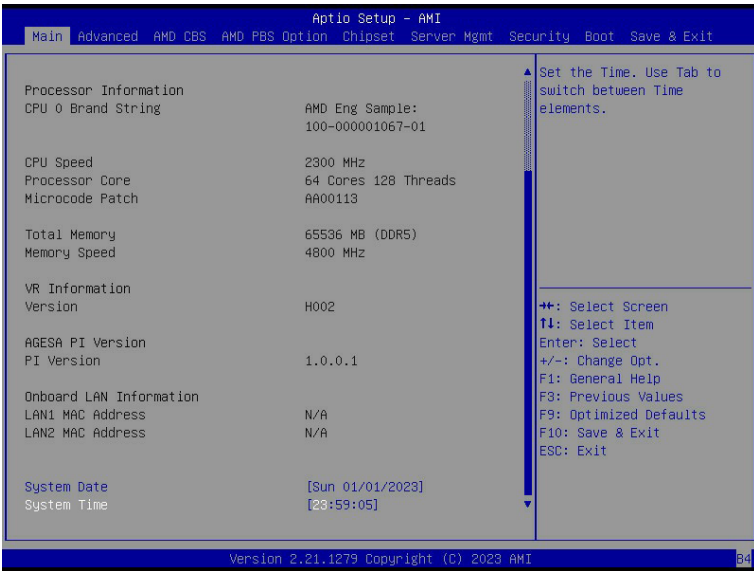 Aptio Setup - AMI
Main Advanced AMD CBS AMD PBS Option Chipset Server Mgmt Security Boot Save & Exit
Processor Information
CPU 0 Brand String AMD Eng Sample:
100-000001067-01
CPU Speed 2300 MHz
Processor Core 64 Cores 128 Threads
Microcode Patch AA00113
Total Memory 65536 MB (DDR5)
Memory Speed 4800 MHz
VR Information
Version H002
AGESA PI Version
PI Version 1.0.0.1
Onboard LAN Information
LAN1 MAC Address N/A
LAN2 MAC Address N/A
System Date [Sun 01/01/2023]
System Time [23:59:05]
Set the Time. Use Tab to
switch between Time
elements.
→←: Select Screen
↑↓: Select Item
Enter: Select
+/-: Change Opt.
F1: General Help
F3: Previous Values
F9: Optimized Defaults
F10: Save & Exit
ESC: Exit
Version 2.21.1279 Copyright (C) 2023 AMI
B4